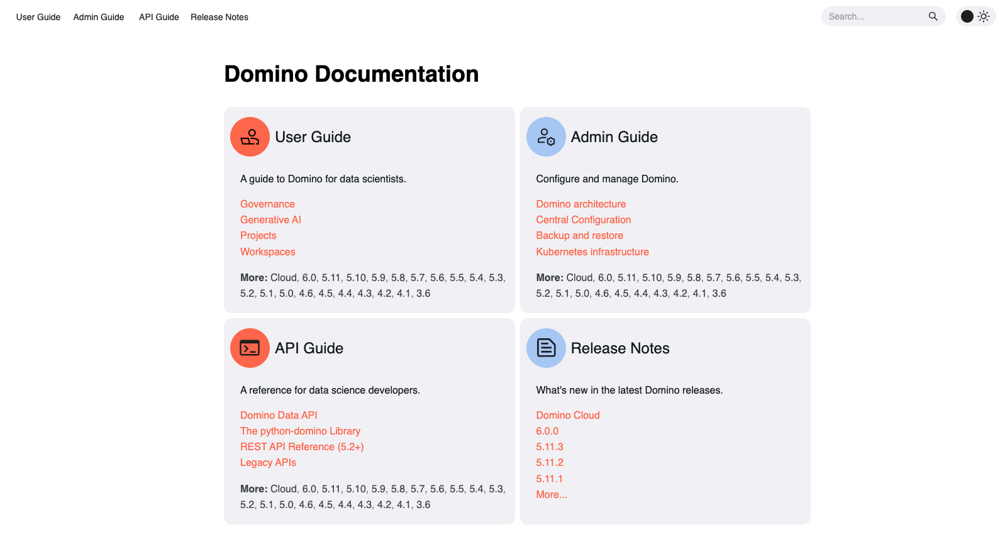 User Guide Admin Guide API Guide Release Notes Search...
Domino Documentation
User Guide
A guide to Domino for data scientists.
Governance
Generative AI
Projects
Workspaces
More: Cloud, 6.0, 5.11, 5.10, 5.9, 5.8, 5.7, 5.6, 5.5, 5.4, 5.3,
5.2, 5.1, 5.0, 4.6, 4.5, 4.4, 4.3, 4.2, 4.1, 3.6
Admin Guide
Configure and manage Domino.
Domino architecture
Central Configuration
Backup and restore
Kubernetes infrastructure
More: Cloud, 6.0, 5.11, 5.10, 5.9, 5.8, 5.7, 5.6, 5.5, 5.4, 5.3,
5.2, 5.1, 5.0, 4.6, 4.5, 4.4, 4.3, 4.2, 4.1, 3.6
API Guide
A reference for data science developers.
Domino Data API
The python-domino Library
REST API Reference (5.2+)
Legacy APIs
More: Cloud, 6.0, 5.11, 5.10, 5.9, 5.8, 5.7, 5.6, 5.5, 5.4, 5.3,
5.2, 5.1, 5.0, 4.6, 4.5, 4.4, 4.3, 4.2, 4.1, 3.6
Release Notes
What's new in the latest Domino releases.
Domino Cloud
6.0.0
5.11.3
5.11.2
5.11.1
More...